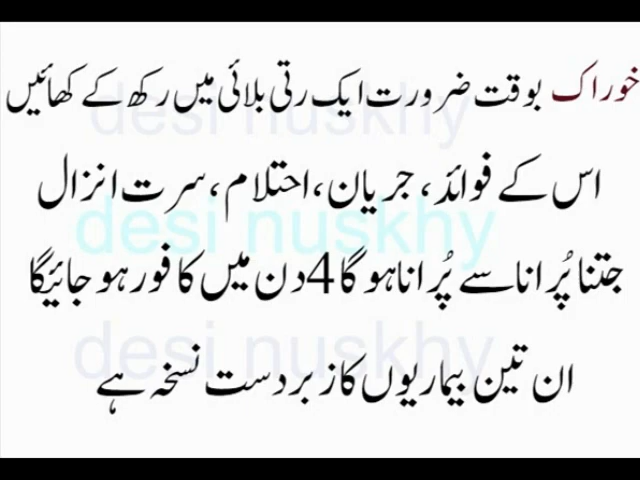 خوراک بوقت ضرورت ایک رتی بلائی میں رکھ کے کھائیں
اس کے فوائد، جریان، احتلام، سرت انزال
جتنا پُرانا سے پُرانا ہو گا 4 دن میں کافور ہو جائیگا
ان تین بیماریوں کا زبردست نسخہ ہے
desi nuskhy
desi nuskhy
desi nuskhy